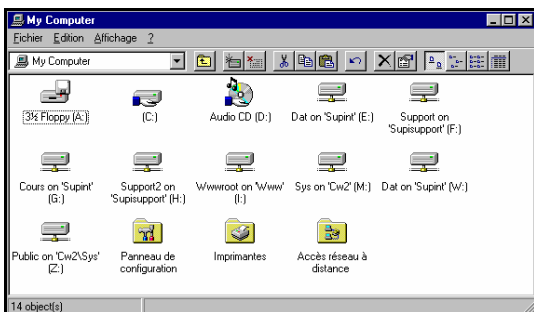 My Computer
Fichier Edition Affichage ?
My Computer
3½ Floppy (A:)
(C:)
Audio CD (D:)
Dat on 'Supint' (E:)
Support on
'Supisupport' (F:)
Cours on 'Supint'
(G:)
Support2 on
'Supisupport' (H:)
Wwwroot on 'Www'
(I:)
Sys on 'Cw2' (M:)
Dat on 'Supint' (W:)
Public on 'Cw2\Sys'
(Z:)
Panneau de
configuration
Imprimantes
Accès réseau à
distance
14 object(s)